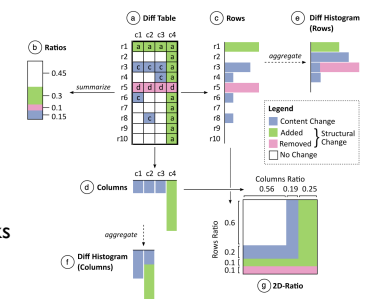 a Diff Table
c1 c2 c3 c4
r1 a a a a
r2 a
r3 c c c a
r4 c a
r5 d d d d
r6 c a
r7 a
r8 c a
r9 a
r10 a
b Ratios
0.45
0.3
0.1
0.15
summarize
c Rows
r1
r2
r3
r4
r5
r6
r7
r8
r9
r10
aggregate
e Diff Histogram
(Rows)
Legend
Content Change
Added
Removed
Structural
Change
No Change
d Columns
c1 c2 c3 c4
aggregate
f Diff Histogram
(Columns)
Columns Ratio
0.56 0.19 0.25
Rows Ratio
0.6
0.2
0.1
0.1
g 2D-Ratio
ks